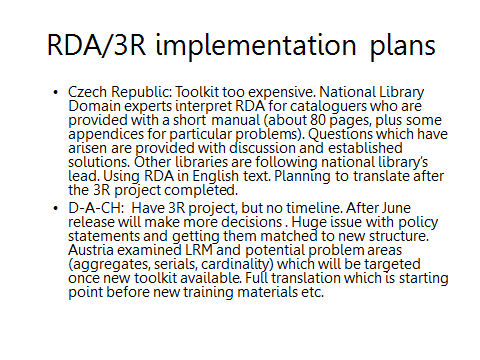 RDA/3R implementation plans
• Czech Republic: Toolkit too expensive. National Library
Domain experts interpret RDA for cataloguers who are
provided with a short manual (about 80 pages, plus some
appendices for particular problems). Questions which have
arisen are provided with discussion and established
solutions. Other libraries are following national library's
lead. Using RDA in English text. Planning to translate after
the 3R project completed.
• D-A-CH: Have 3R project, but no timeline. After June
release will make more decisions . Huge issue with policy
statements and getting them matched to new structure.
Austria examined LRM and potential problem areas
(aggregates, serials, cardinality) which will be targeted
once new toolkit available. Full translation which is starting
point before new training materials etc.